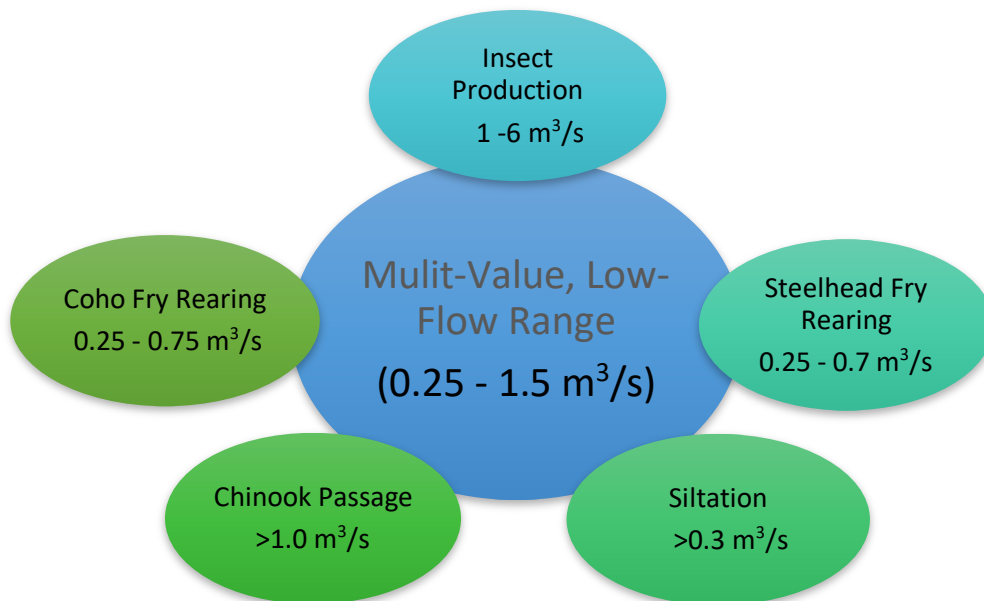 Insect
Production
1 -6 m³/s
Mulit-Value, Low-
Flow Range
(0.25 - 1.5 m³/s)
Coho Fry Rearing
0.25 - 0.75 m³/s
Steelhead Fry
Rearing
0.25 - 0.7 m³/s
Chinook Passage
>1.0 m³/s
Siltation
>0.3 m³/s